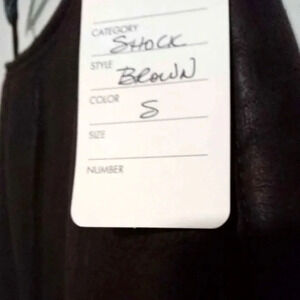 CATEGORY
SHOCK
STYLE
BROWN
COLOR
S
SIZE
NUMBER